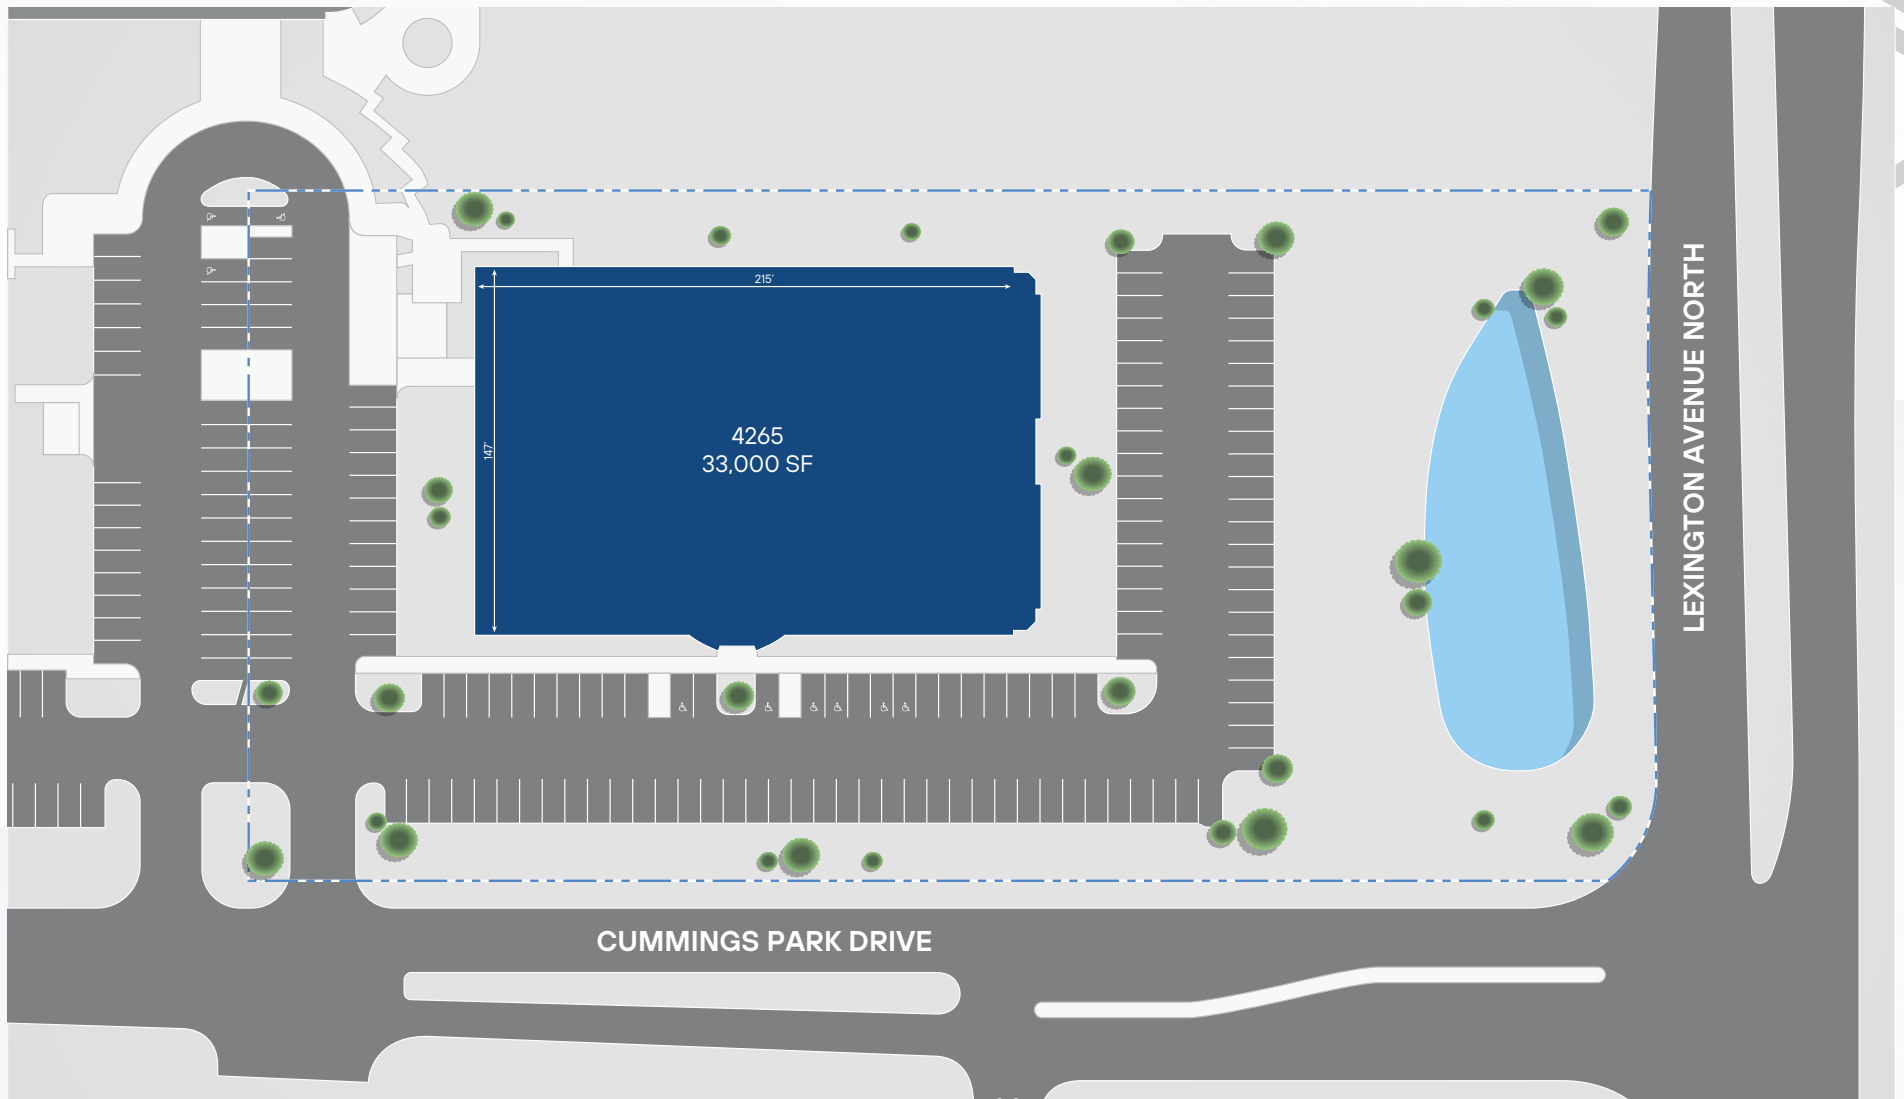 215'
147'
4265
33,000 SF
LEXINGTON AVENUE NORTH
CUMMINGS PARK DRIVE